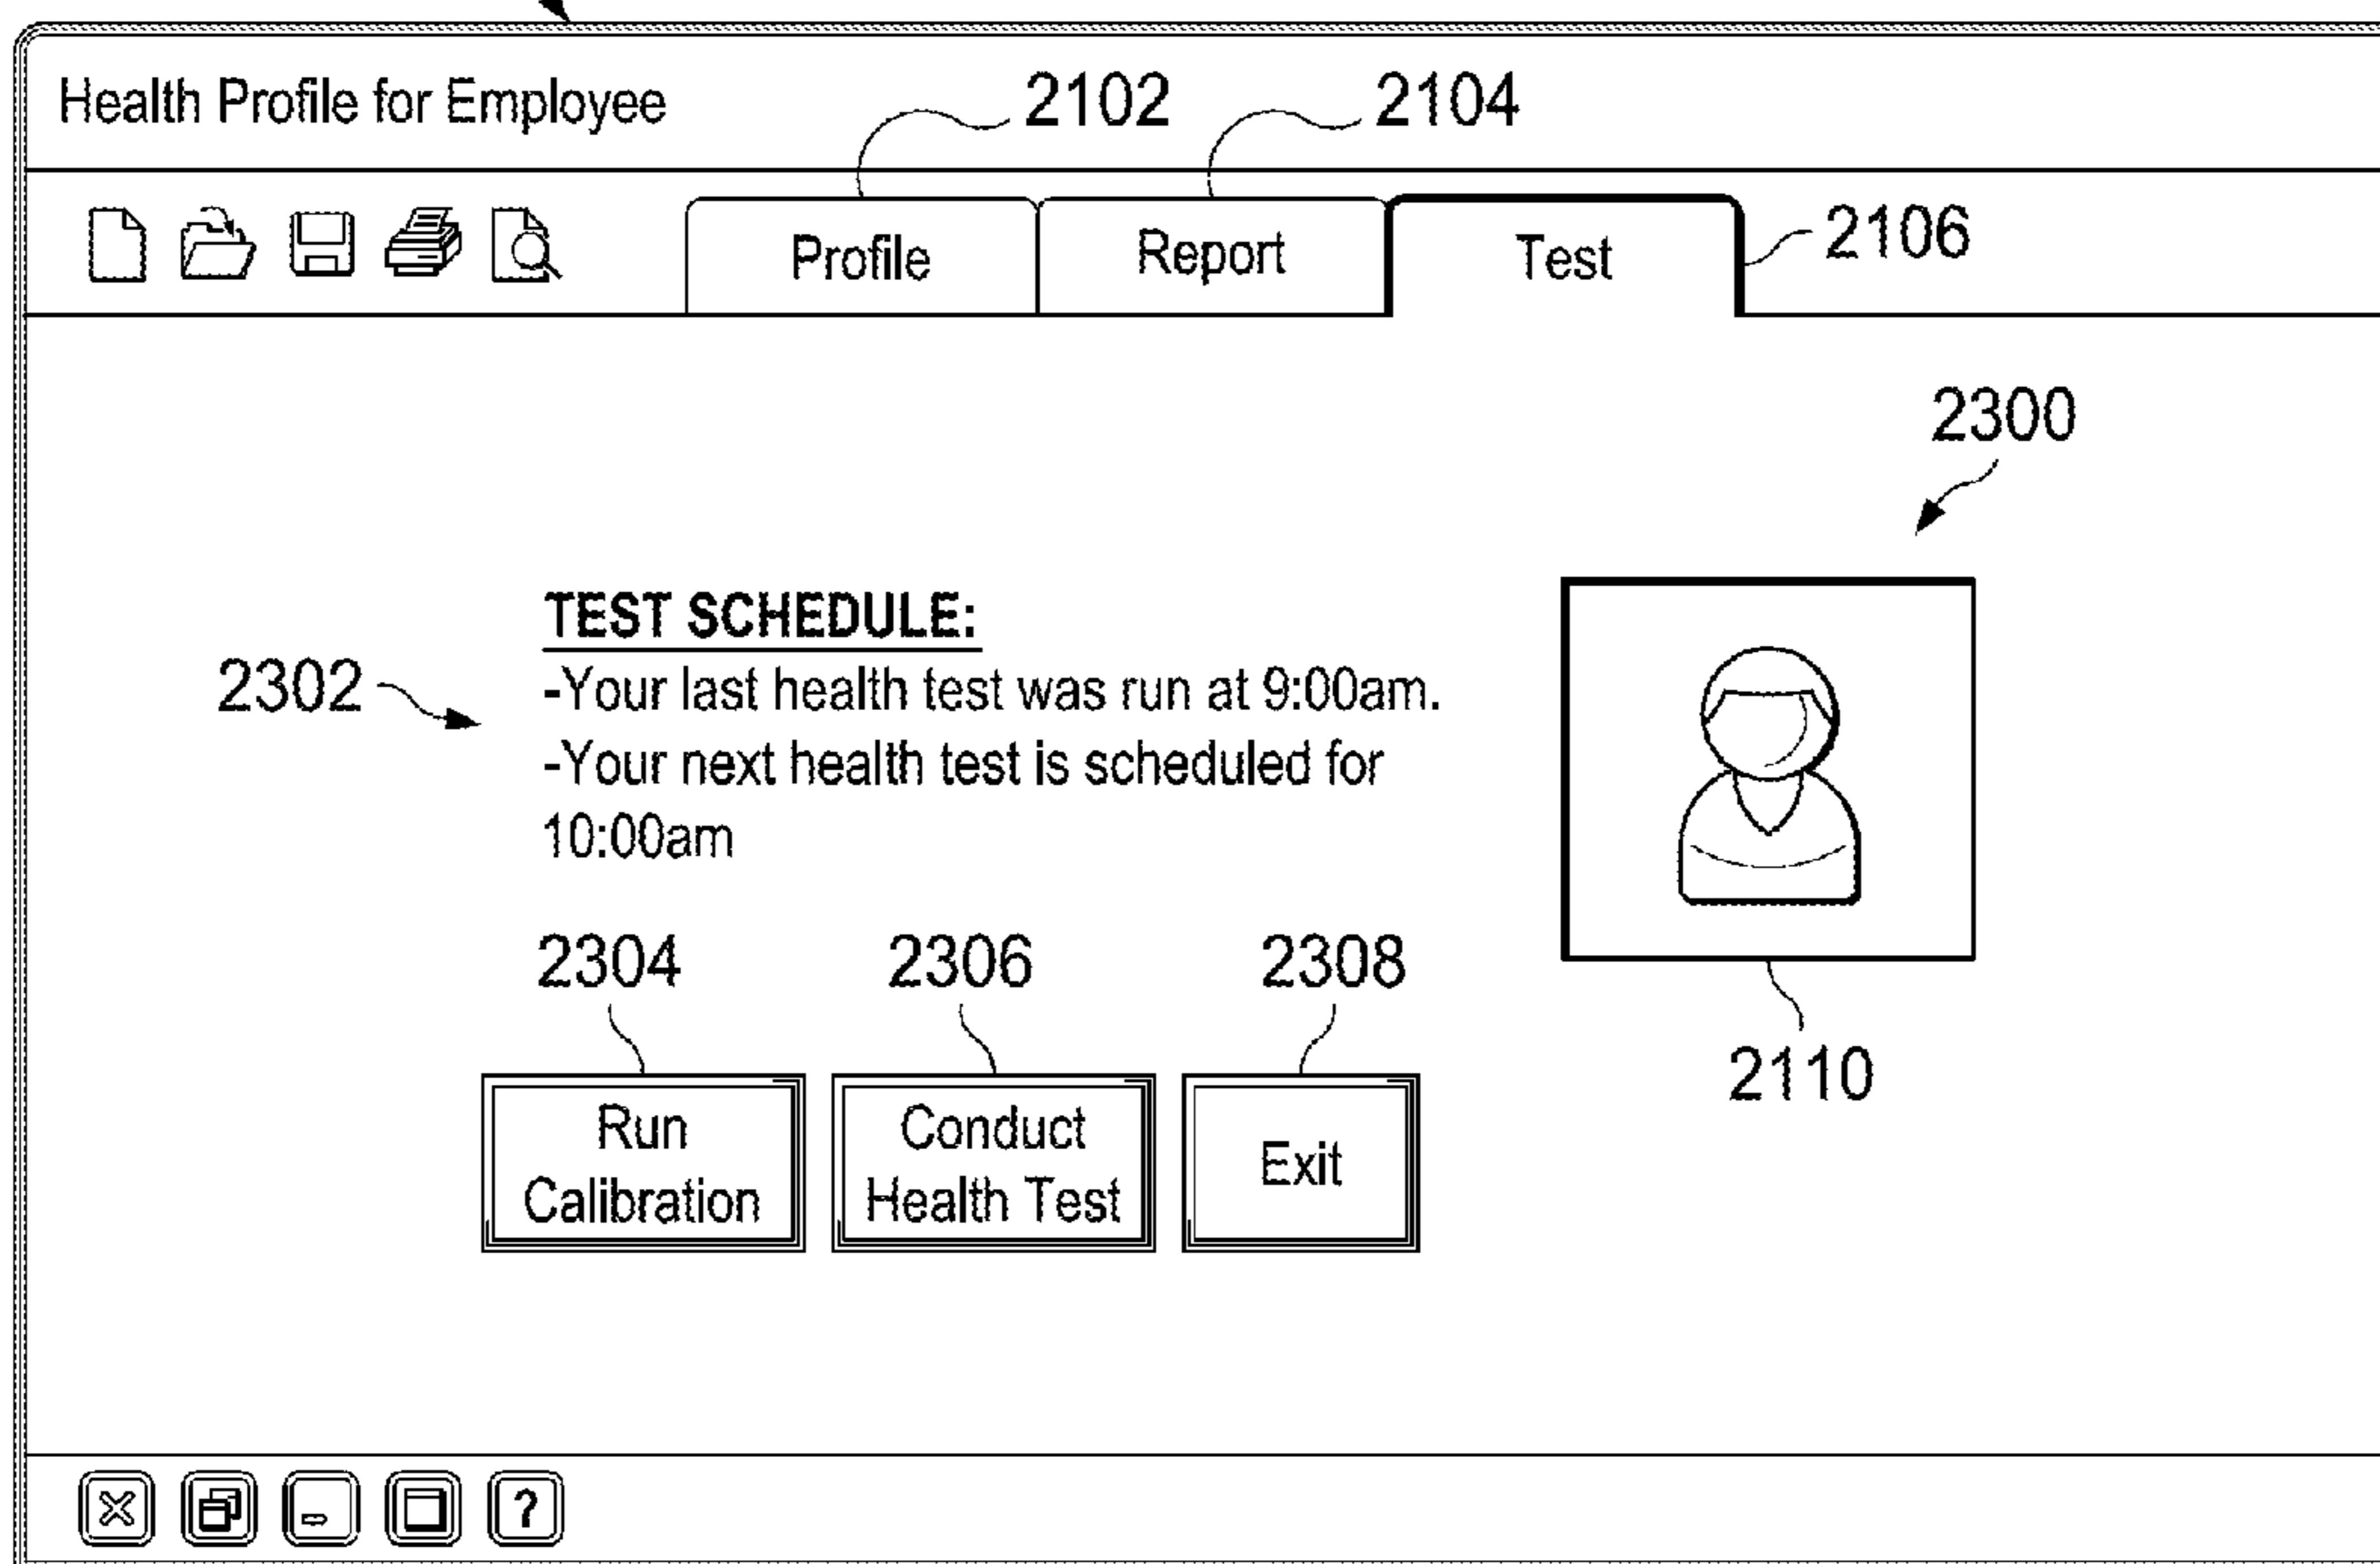 Health Profile for Employee
2102
2104
Profile
Report
Test
2106
2300
TEST SCHEDULE:
2302
-Your last health test was run at 9:00am.
-Your next health test is scheduled for
10:00am
2304
2306
2308
2110
Run
Calibration
Conduct
Health Test
Exit
?